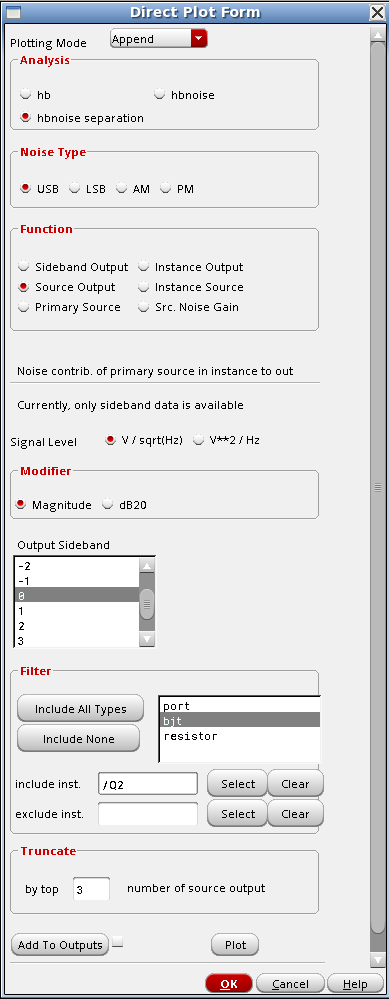 Direct Plot Form
Plotting Mode Append
Analysis
hb hbnoise
hbnoise separation
Noise Type
USB LSB AM PM
Function
Sideband Output Instance Output
Source Output Instance Source
Primary Source Src. Noise Gain
Noise contrib. of primary source in instance to out
Currently, only sideband data is available
Signal Level V / sqrt(Hz) V**2 / Hz
Modifier
Magnitude dB20
Output Sideband
-2
-1
0
1
2
3
Filter
Include All Types
Include None
port
bjt
resistor
include inst. /Q2 Select Clear
exclude inst. Select Clear
Truncate
by top 3 number of source output
Add To Outputs Plot
OK Cancel Help